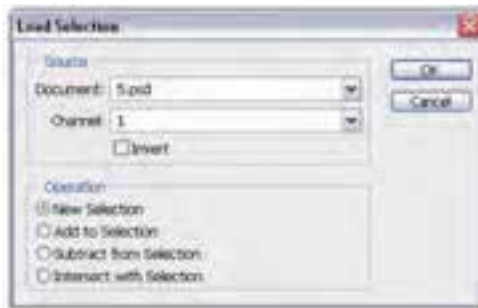 Load Selection
Source
Document: 5.psd
Channel: 1
Invert
OK
Cancel
Operation
New Selection
Add to Selection
Subtract from Selection
Intersect with Selection